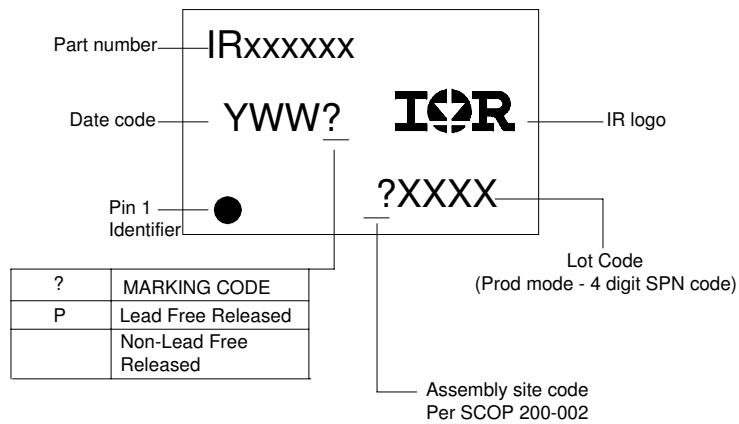 Part number
IRxxxxxx
Date code
YWW?
IOR
IR logo
?XXXX
Pin 1
Identifier
Lot Code
(Prod mode - 4 digit SPN code)
? MARKING CODE
P Lead Free Released
Non-Lead Free
Released
Assembly site code
Per SCOP 200-002